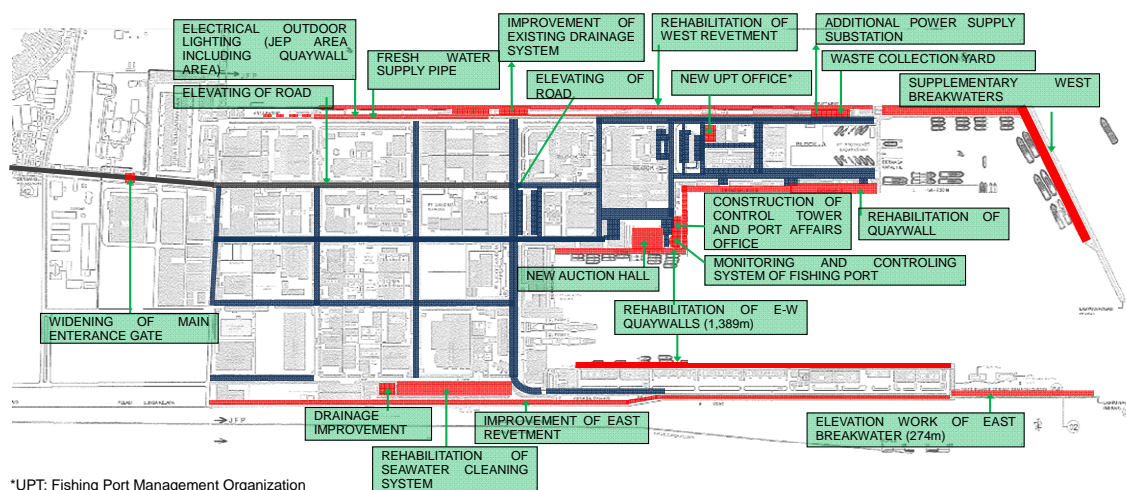 ELECTRICAL OUTDOOR
LIGHTING (JEP AREA
INCLUDING QUAYWALL
AREA)
IMPROVEMENT OF
EXISTING DRAINAGE
SYSTEM
REHABILITATION OF
WEST REVETMENT
ADDITIONAL POWER SUPPLY
SUBSTATION
FRESH WATER
SUPPLY PIPE
WASTE COLLECTION YARD
ELEVATING OF ROAD
ELEVATING OF
ROAD
NEW UPT OFFICE*
SUPPLEMENTARY WEST
BREAKWATERS
JFP
BLOCK-A
CONSTRUCTION OF
CONTROL TOWER
AND PORT AFFAIRS
OFFICE
REHABILITATION OF
QUAYWALL
NEW AUCTION HALL
MONITORING AND CONTROLING
SYSTEM OF FISHING PORT
REHABILITATION OF E-W
QUAYWALLS (1,389m)
WIDENING OF MAIN
ENTERANCE GATE
DRAINAGE
IMPROVEMENT
IMPROVEMENT OF EAST
REVETMENT
ELEVATION WORK OF EAST
BREAKWATER (274m)
JFP
REHABILITATION OF
SEAWATER CLEANING
SYSTEM
*UPT: Fishing Port Management Organization